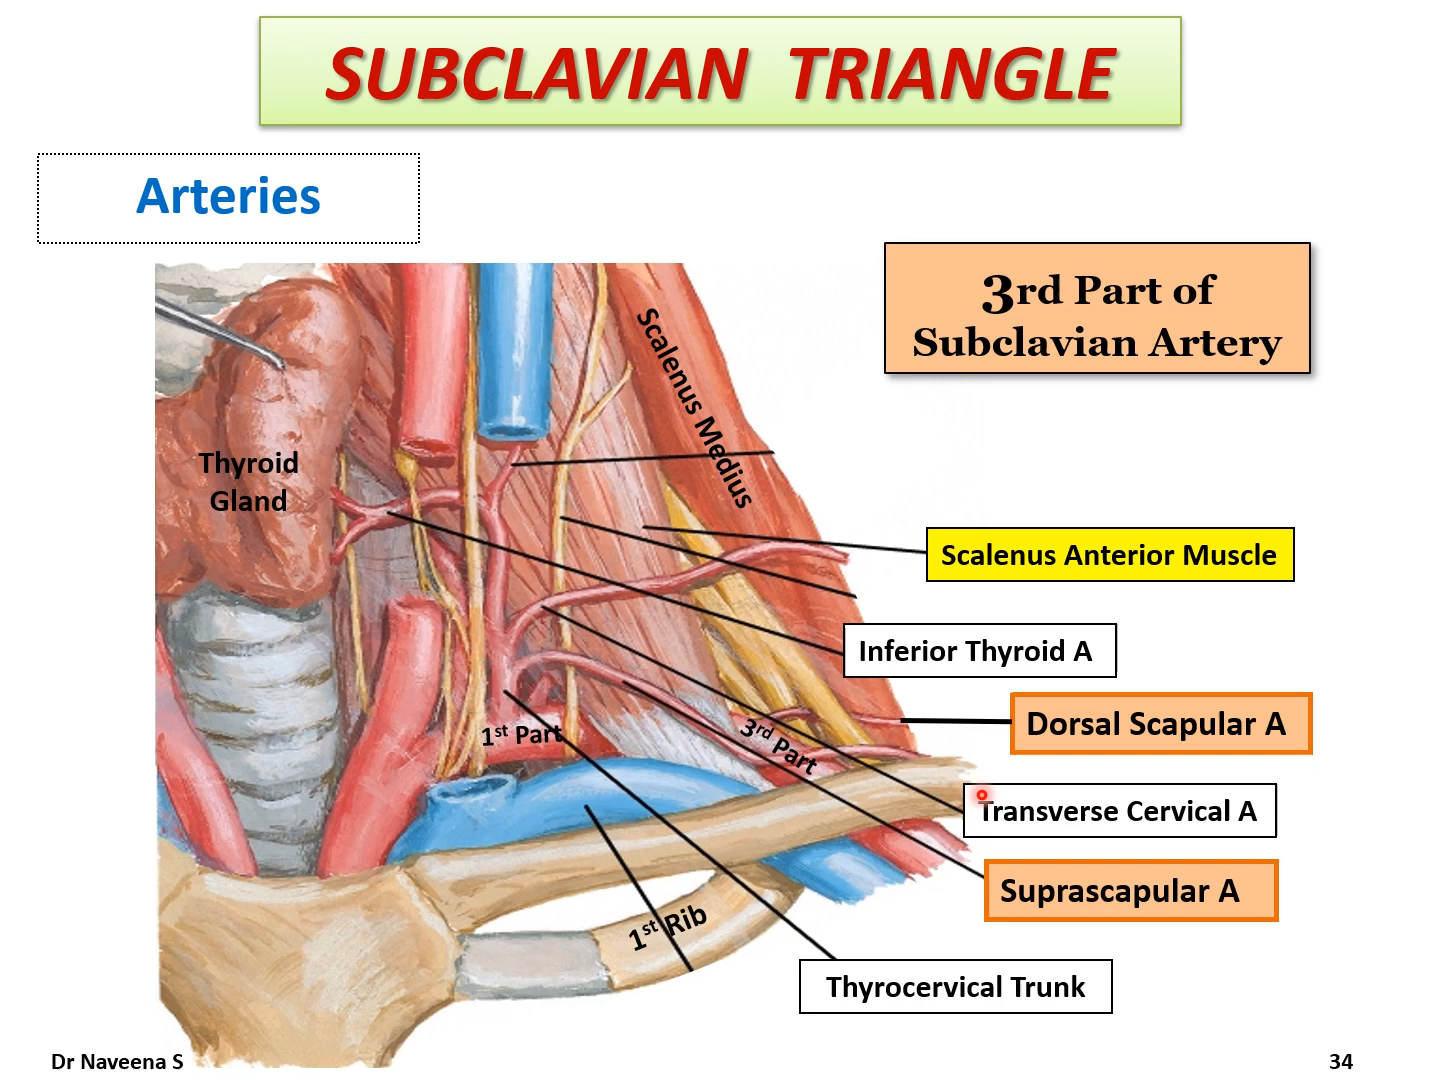 SUBCLAVIAN TRIANGLE
Arteries
3rd Part of
Subclavian Artery
Scalenus Medius
Thyroid
Gland
Scalenus Anterior Muscle
Inferior Thyroid A
Dorsal Scapular A
1st Part
3rd Part
Transverse Cervical A
Suprascapular A
1st Rib
Thyrocervical Trunk
Dr Naveena S
34